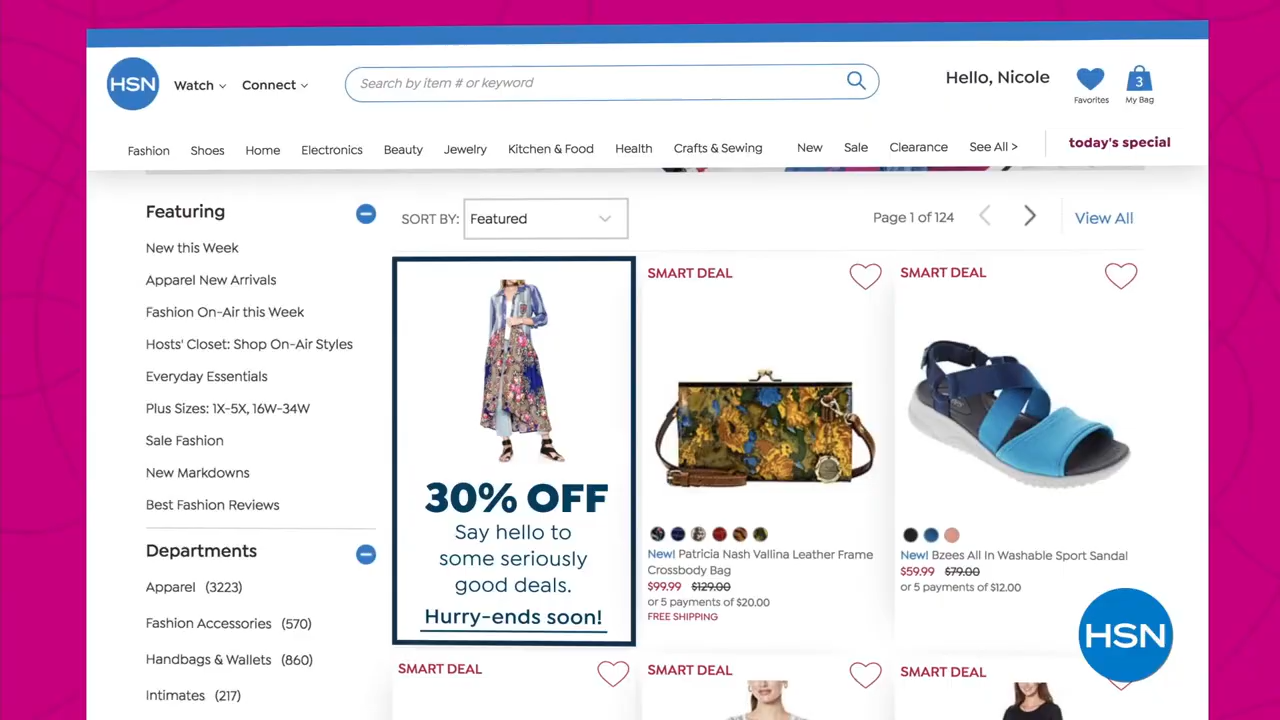 HSN
Watch
Connect
Search by item # or keyword
Hello, Nicole
Favorites
3
My Bag
Fashion
Shoes
Home
Electronics
Beauty
Jewelry
Kitchen & Food
Health
Crafts & Sewing
New
Sale
Clearance
See All >
today's special
Featuring
New this Week
Apparel New Arrivals
Fashion On-Air this Week
Hosts' Closet: Shop On-Air Styles
Everyday Essentials
Plus Sizes: 1X-5X, 16W-34W
Sale Fashion
New Markdowns
Best Fashion Reviews
Departments
Apparel (3223)
Fashion Accessories (570)
Handbags & Wallets (860)
Intimates (217)
SORT BY: Featured
Page 1 of 124
View All
30% OFF
Say hello to
some seriously
good deals.
Hurry-ends soon!
SMART DEAL
New! Patricia Nash Vallina Leather Frame
Crossbody Bag
$99.99 $129.00
or 5 payments of $20.00
FREE SHIPPING
SMART DEAL
New! Bzees All In Washable Sport Sandal
$59.99 $79.00
or 5 payments of $12.00
SMART DEAL
SMART DEAL
SMART DEAL
HSN